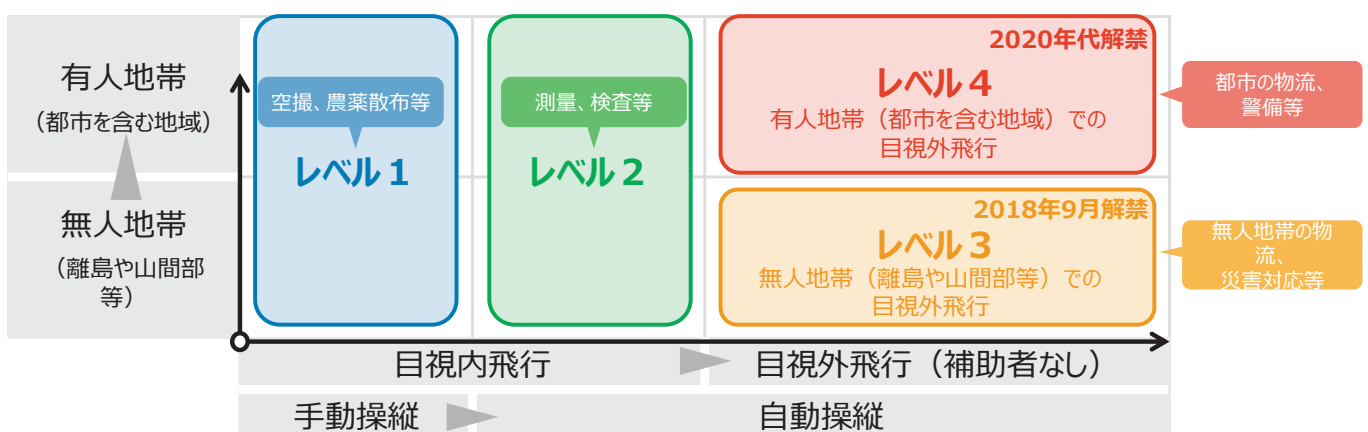 有人地帯
（都市を含む地域）
無人地帯
（離島や山間部
等）
空撮、農薬散布等
レベル１
測量、検査等
レベル２
2020年代解禁
レベル４
有人地帯（都市を含む地域）での
目視外飛行
都市の物流、
警備等
2018年9月解禁
レベル３
無人地帯（離島や山間部等）での
目視外飛行
無人地帯の物
流、
災害対応等
目視内飛行
目視外飛行（補助者なし）
手動操縦
自動操縦